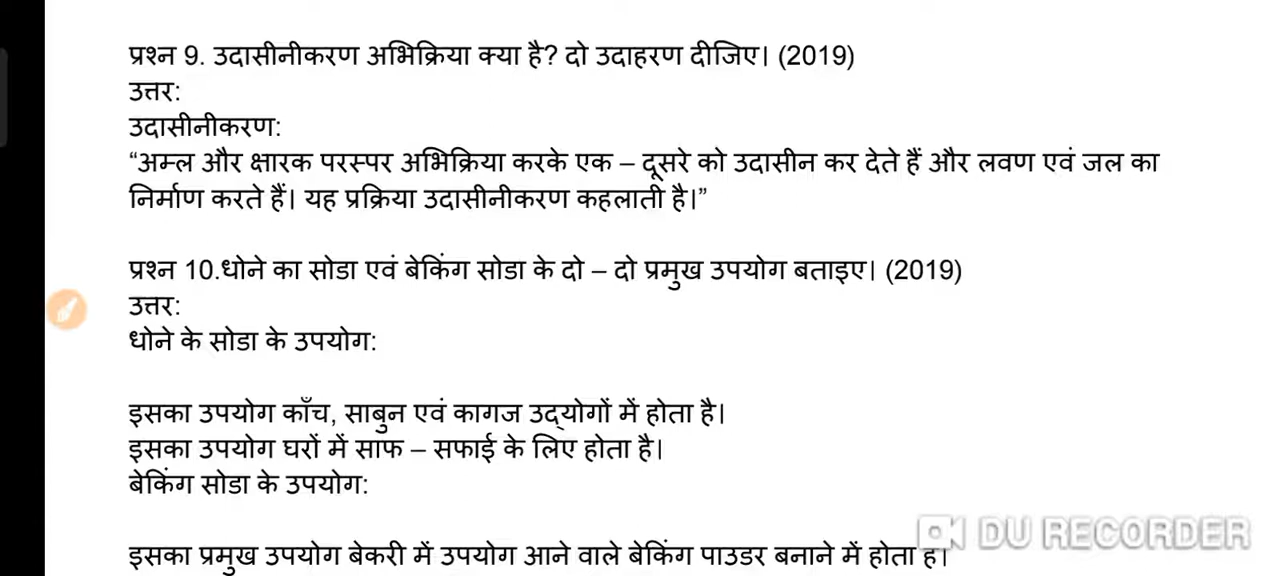 प्रश्न 9. उदासीनीकरण अभिक्रिया क्या है? दो उदाहरण दीजिए। (2019)
उत्तर:
उदासीनीकरण:
“अम्ल और क्षारक परस्पर अभिक्रिया करके एक – दूसरे को उदासीन कर देते हैं और लवण एवं जल का
निर्माण करते हैं। यह प्रक्रिया उदासीनीकरण कहलाती है।”
प्रश्न 10.धोने का सोडा एवं बेकिंग सोडा के दो – दो प्रमुख उपयोग बताइए। (2019)
उत्तर:
धोने के सोडा के उपयोग:
इसका उपयोग काँच, साबुन एवं कागज उद्योगों में होता है।
इसका उपयोग घरों में साफ – सफाई के लिए होता है।
बेकिंग सोडा के उपयोग:
इसका प्रमुख उपयोग बेकरी में उपयोग आने वाले बेकिंग पाउडर बनाने में होता है।
DU RECORDER